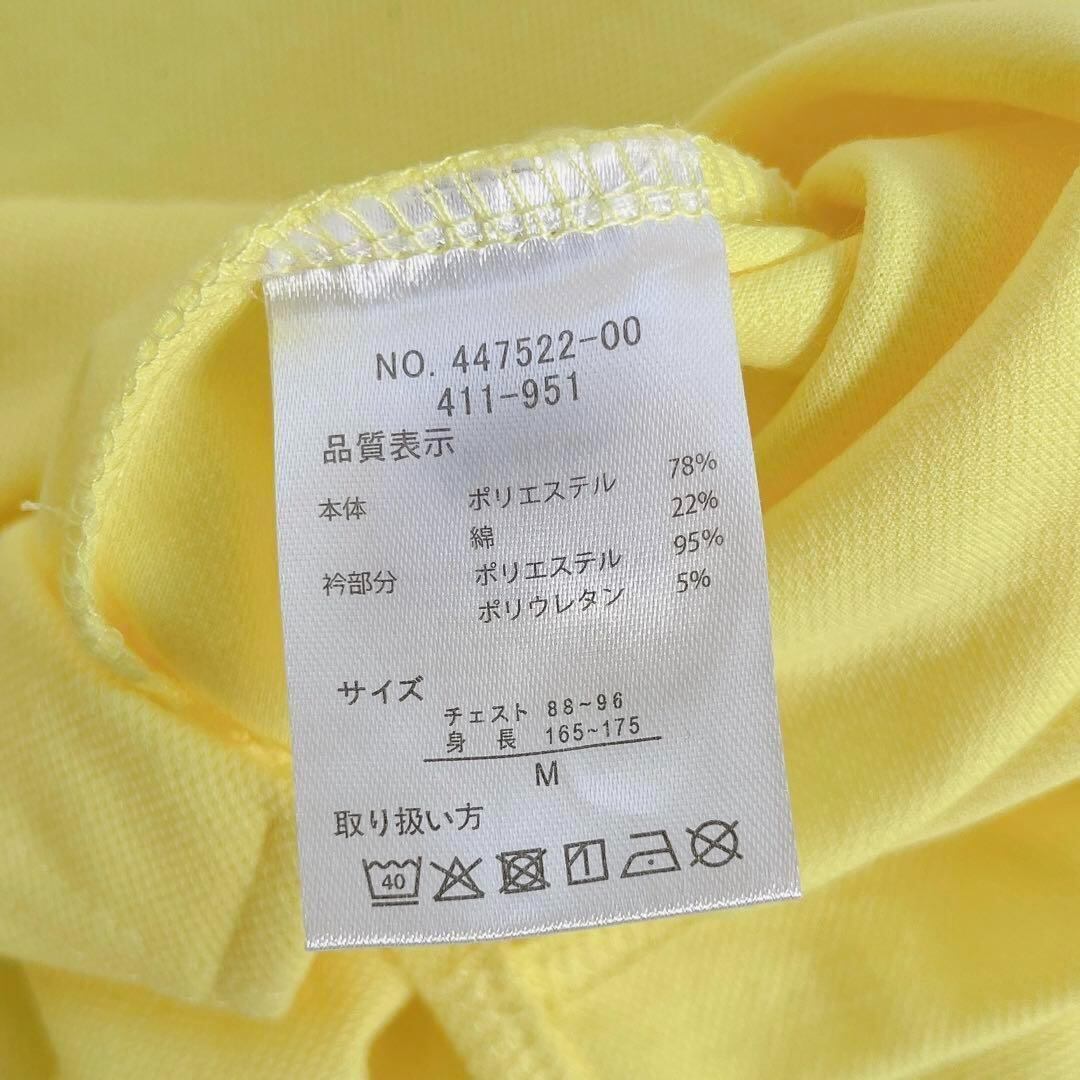 NO. 447522-00
411-951
品質表示
本体 ポリエステル 78%
綿 22%
衿部分 ポリエステル 95%
ポリウレタン 5%
サイズ
チェスト 88~96
身 長 165~175
M
取り扱い方
40